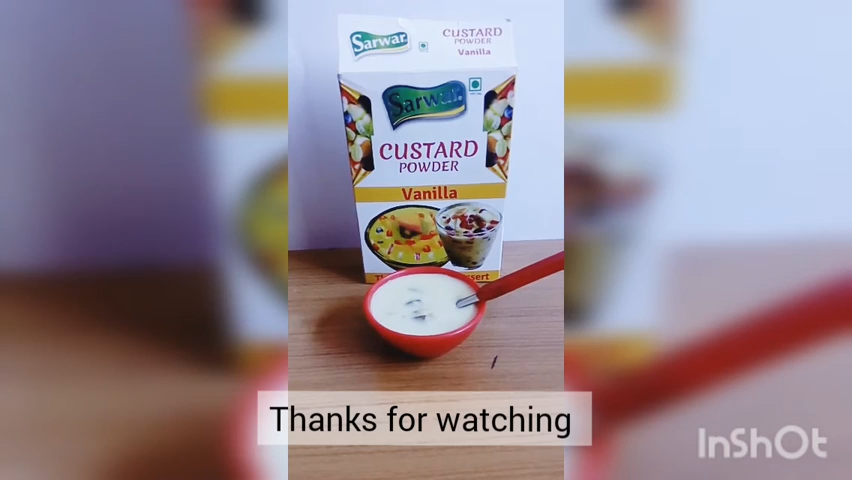 Sarwar
CUSTARD
POWDER
Vanilla
Sarwar
CUSTARD
POWDER
Vanilla
Thanks for watching
InShOt